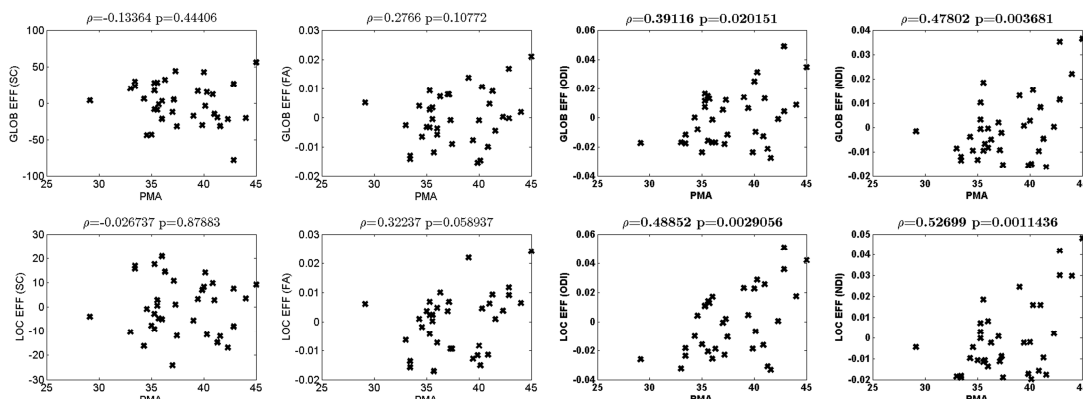 ρ=-0.13364 p=0.44406
ρ=0.2766 p=0.10772
ρ=0.39116 p=0.020151
ρ=0.47802 p=0.003681
GLOB EFF (SC)
100
50
0
-50
-100
25 30 35 40 45
PMA
GLOB EFF (FA)
0.03
0.02
0.01
0
-0.01
-0.02
25 30 35 40 45
PMA
GLOB EFF (ODI)
0.06
0.04
0.02
0
-0.02
-0.04
25 30 35 40 45
PMA
GLOB EFF (NDI)
0.04
0.03
0.02
0.01
0
-0.01
-0.02
25 30 35 40 4
PMA
ρ=-0.026737 p=0.87883
ρ=0.32237 p=0.058937
ρ=0.48852 p=0.0029056
ρ=0.52699 p=0.0011436
LOC EFF (SC)
30
20
10
0
-10
-20
-30
25 30 35 40 45
PMA
LOC EFF (FA)
0.03
0.02
0.01
0
-0.01
-0.02
25 30 35 40 45
PMA
LOC EFF (ODI)
0.06
0.04
0.02
0
-0.02
-0.04
25 30 35 40 45
PMA
LOC EFF (NDI)
0.05
0.04
0.03
0.02
0.01
0
-0.01
-0.02
25 30 35 40 4
PMA